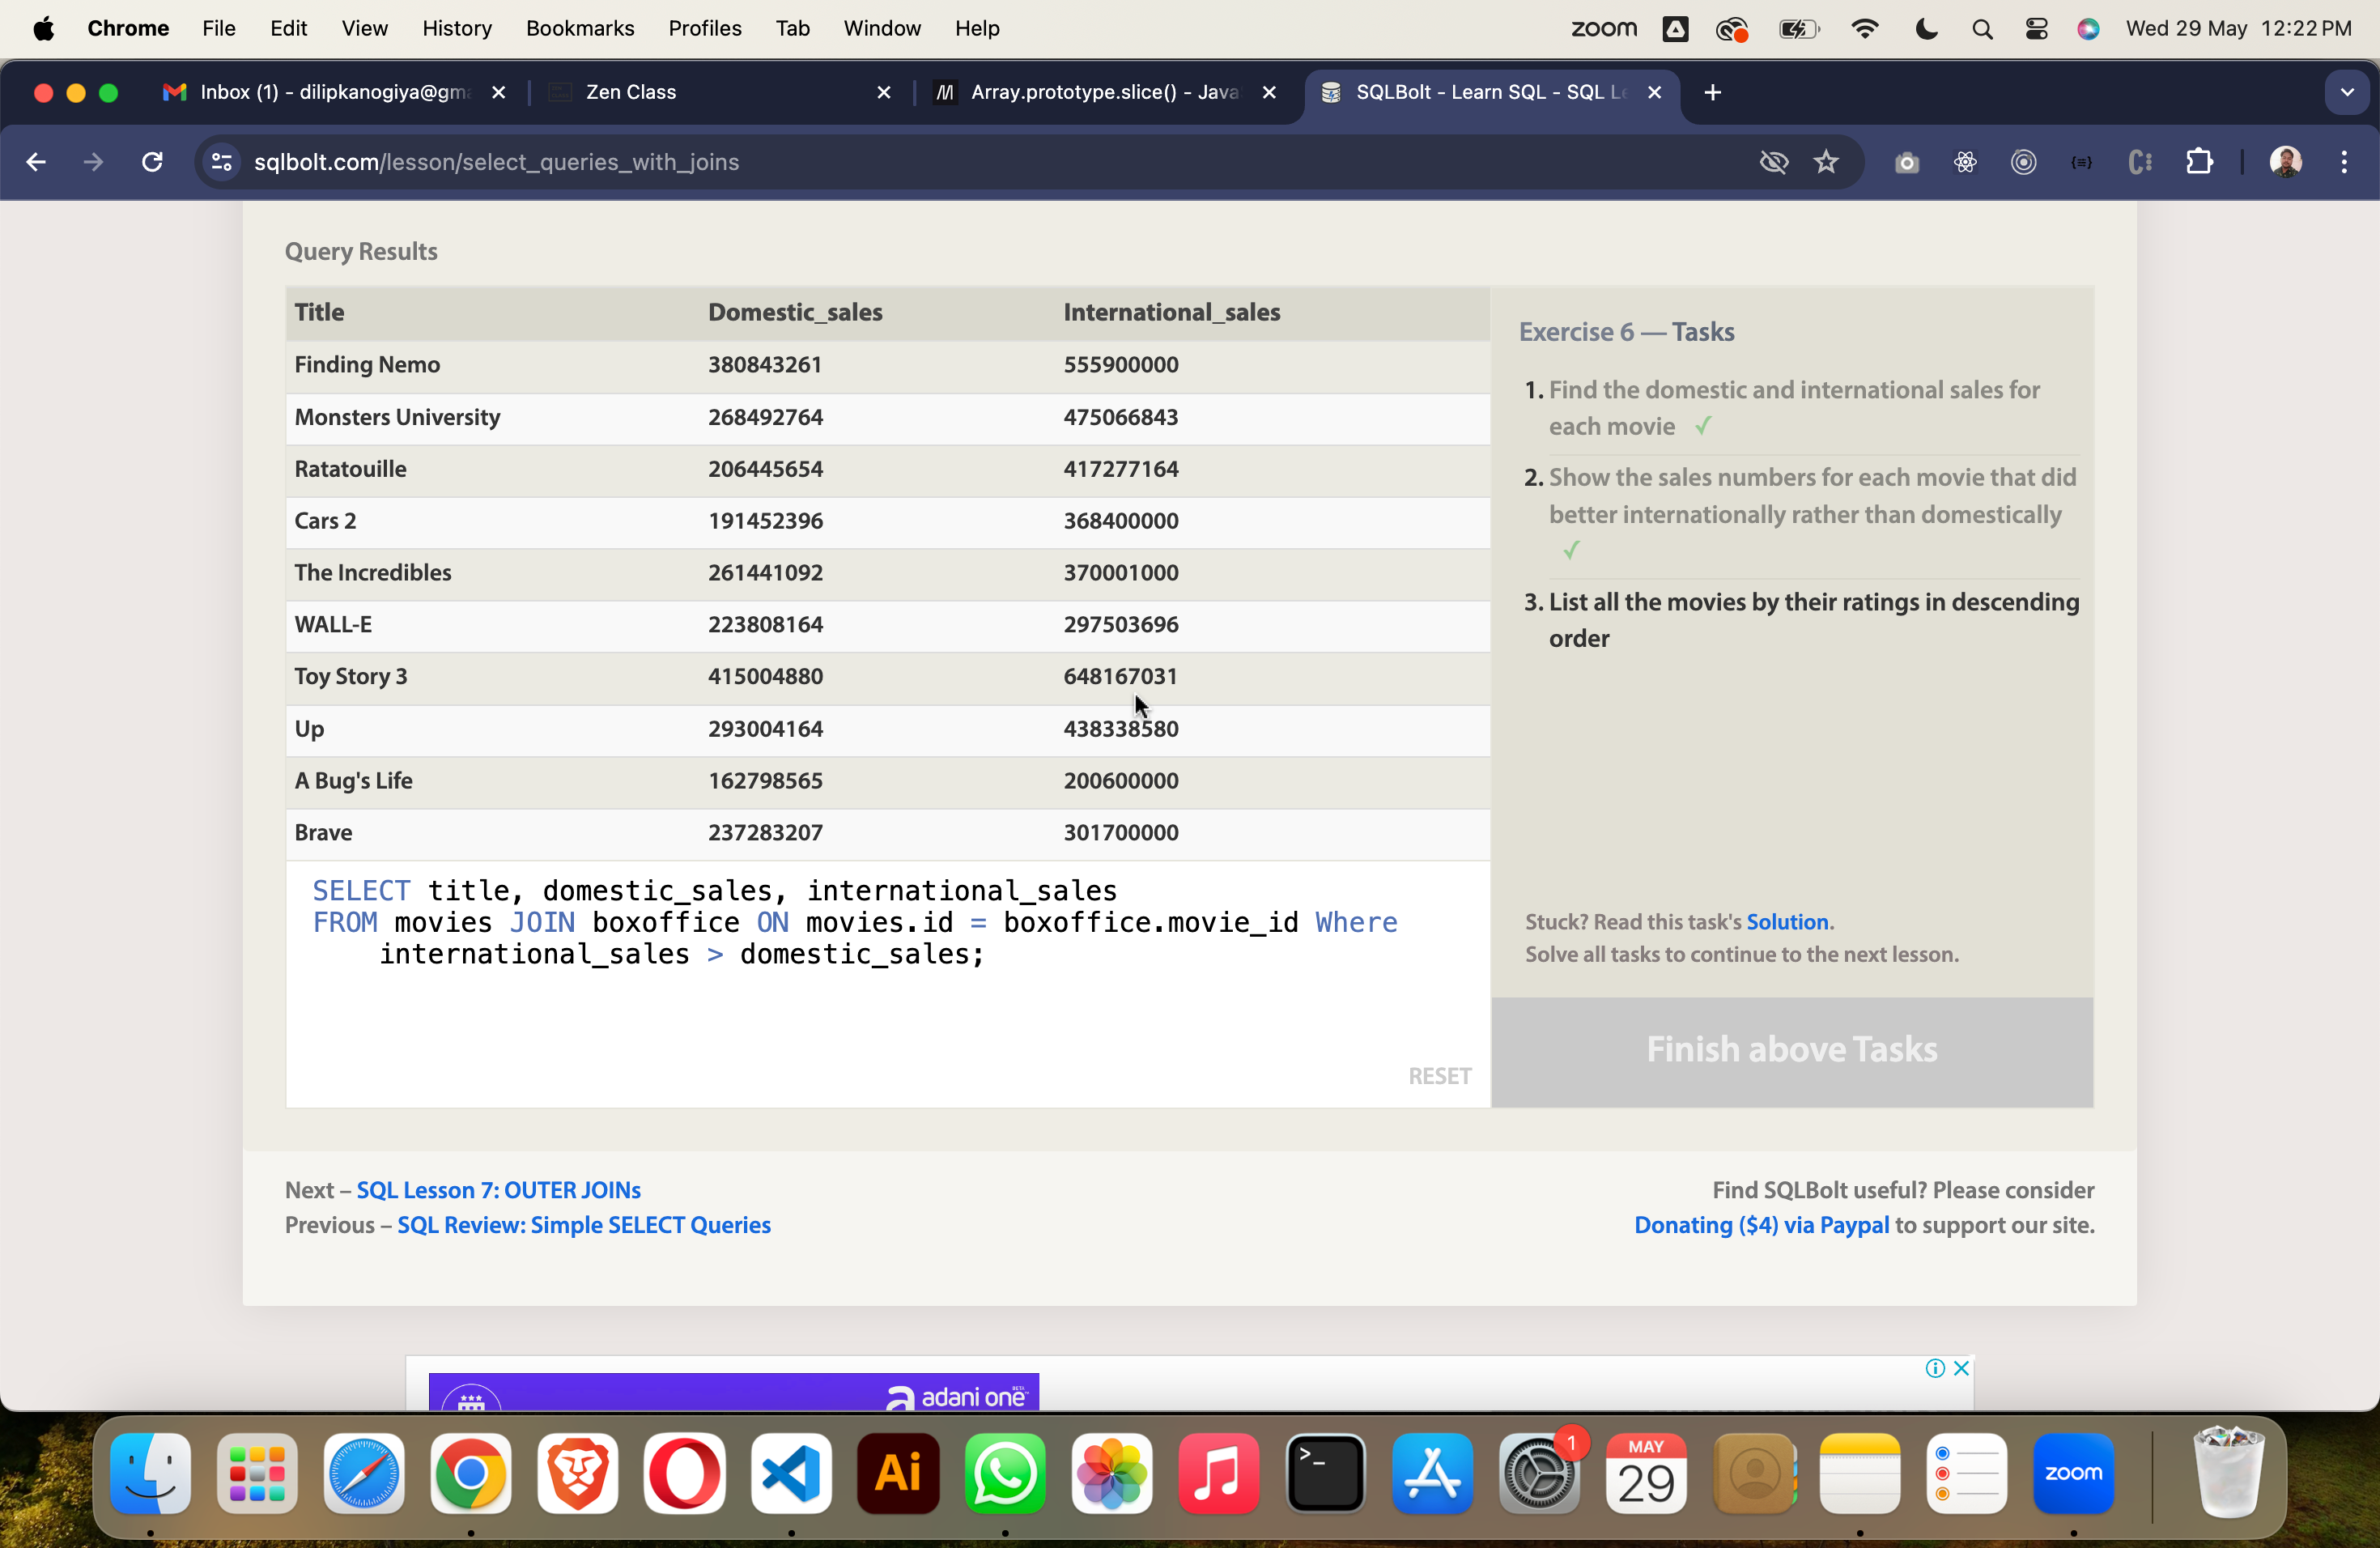 Chrome File Edit View History Bookmarks Profiles Tab Window Help zoom Wed 29 May 12:22 PM
Inbox (1) - dilipkanogiya@gm Zen Class Array.prototype.slice() - Java SQLBolt - Learn SQL - SQL L
sqlbolt.com/lesson/select_queries_with_joins
Query Results
Title Domestic_sales International_sales
Finding Nemo 380843261 555900000
Monsters University 268492764 475066843
Ratatouille 206445654 417277164
Cars 2 191452396 368400000
The Incredibles 261441092 370001000
WALL-E 223808164 297503696
Toy Story 3 415004880 648167031
Up 293004164 438338580
A Bug's Life 162798565 200600000
Brave 237283207 301700000
SELECT title, domestic_sales, international_sales
FROM movies JOIN boxoffice ON movies.id = boxoffice.movie_id Where
international_sales > domestic_sales;
RESET
Exercise 6 — Tasks
1. Find the domestic and international sales for
each movie ✓
2. Show the sales numbers for each movie that did
better internationally rather than domestically
✓
3. List all the movies by their ratings in descending
order
Stuck? Read this task's Solution.
Solve all tasks to continue to the next lesson.
Finish above Tasks
Next – SQL Lesson 7: OUTER JOINs
Previous – SQL Review: Simple SELECT Queries
Find SQLBolt useful? Please consider
Donating ($4) via Paypal to support our site.
adani one BETA
Ai
1
MAY
29
zoom